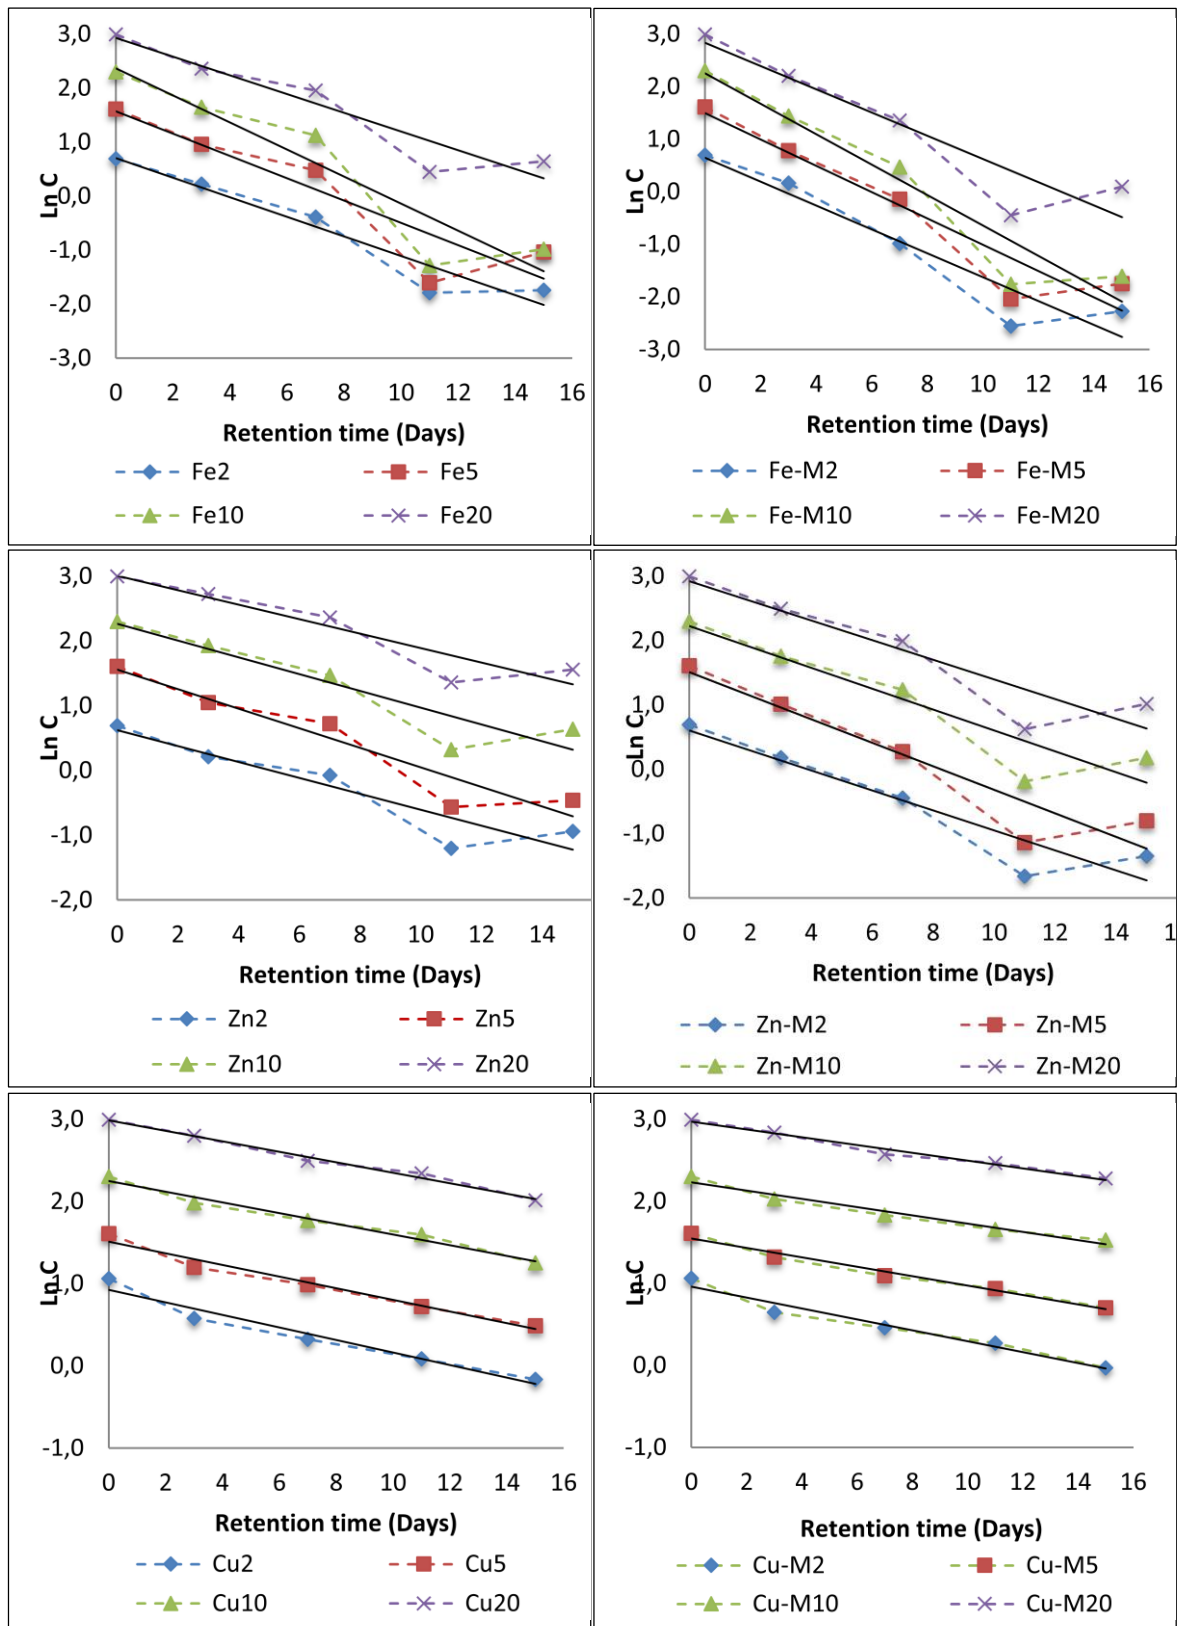 3,0
2,0
1,0
0,0
-1,0
-2,0
-3,0
Ln C
0 2 4 6 8 10 12 14 16
Retention time (Days)
Fe2 Fe5
Fe10 Fe20
3,0
2,0
1,0
0,0
-1,0
-2,0
-3,0
Ln C
0 2 4 6 8 10 12 14 16
Retention time (Days)
Fe-M2 Fe-M5
Fe-M10 Fe-M20
3,0
2,0
1,0
0,0
-1,0
-2,0
Ln C
0 2 4 6 8 10 12 14
Retention time (Days)
Zn2 Zn5
Zn10 Zn20
3,0
2,0
1,0
0,0
-1,0
-2,0
Ln C
0 2 4 6 8 10 12 14 1
Retention time (Days)
Zn-M2 Zn-M5
Zn-M10 Zn-M20
3,0
2,0
1,0
0,0
-1,0
Ln C
0 2 4 6 8 10 12 14 16
Retention time (Days)
Cu2 Cu5
Cu10 Cu20
3,0
2,0
1,0
0,0
-1,0
Ln C
0 2 4 6 8 10 12 14 16
Retention time (Days)
Cu-M2 Cu-M5
Cu-M10 Cu-M20